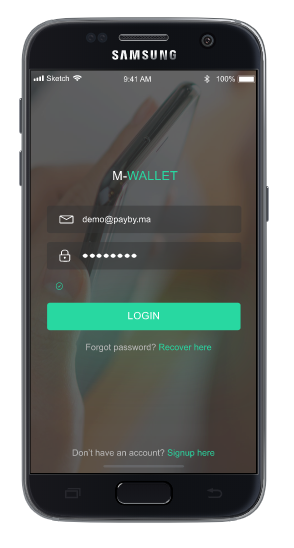 SAMSUNG
Sketch 9:41 AM 100%
M-WALLET
demo@payby.ma
●●●●●●●●
LOGIN
Forgot password? Recover here
Don't have an account? Signup here